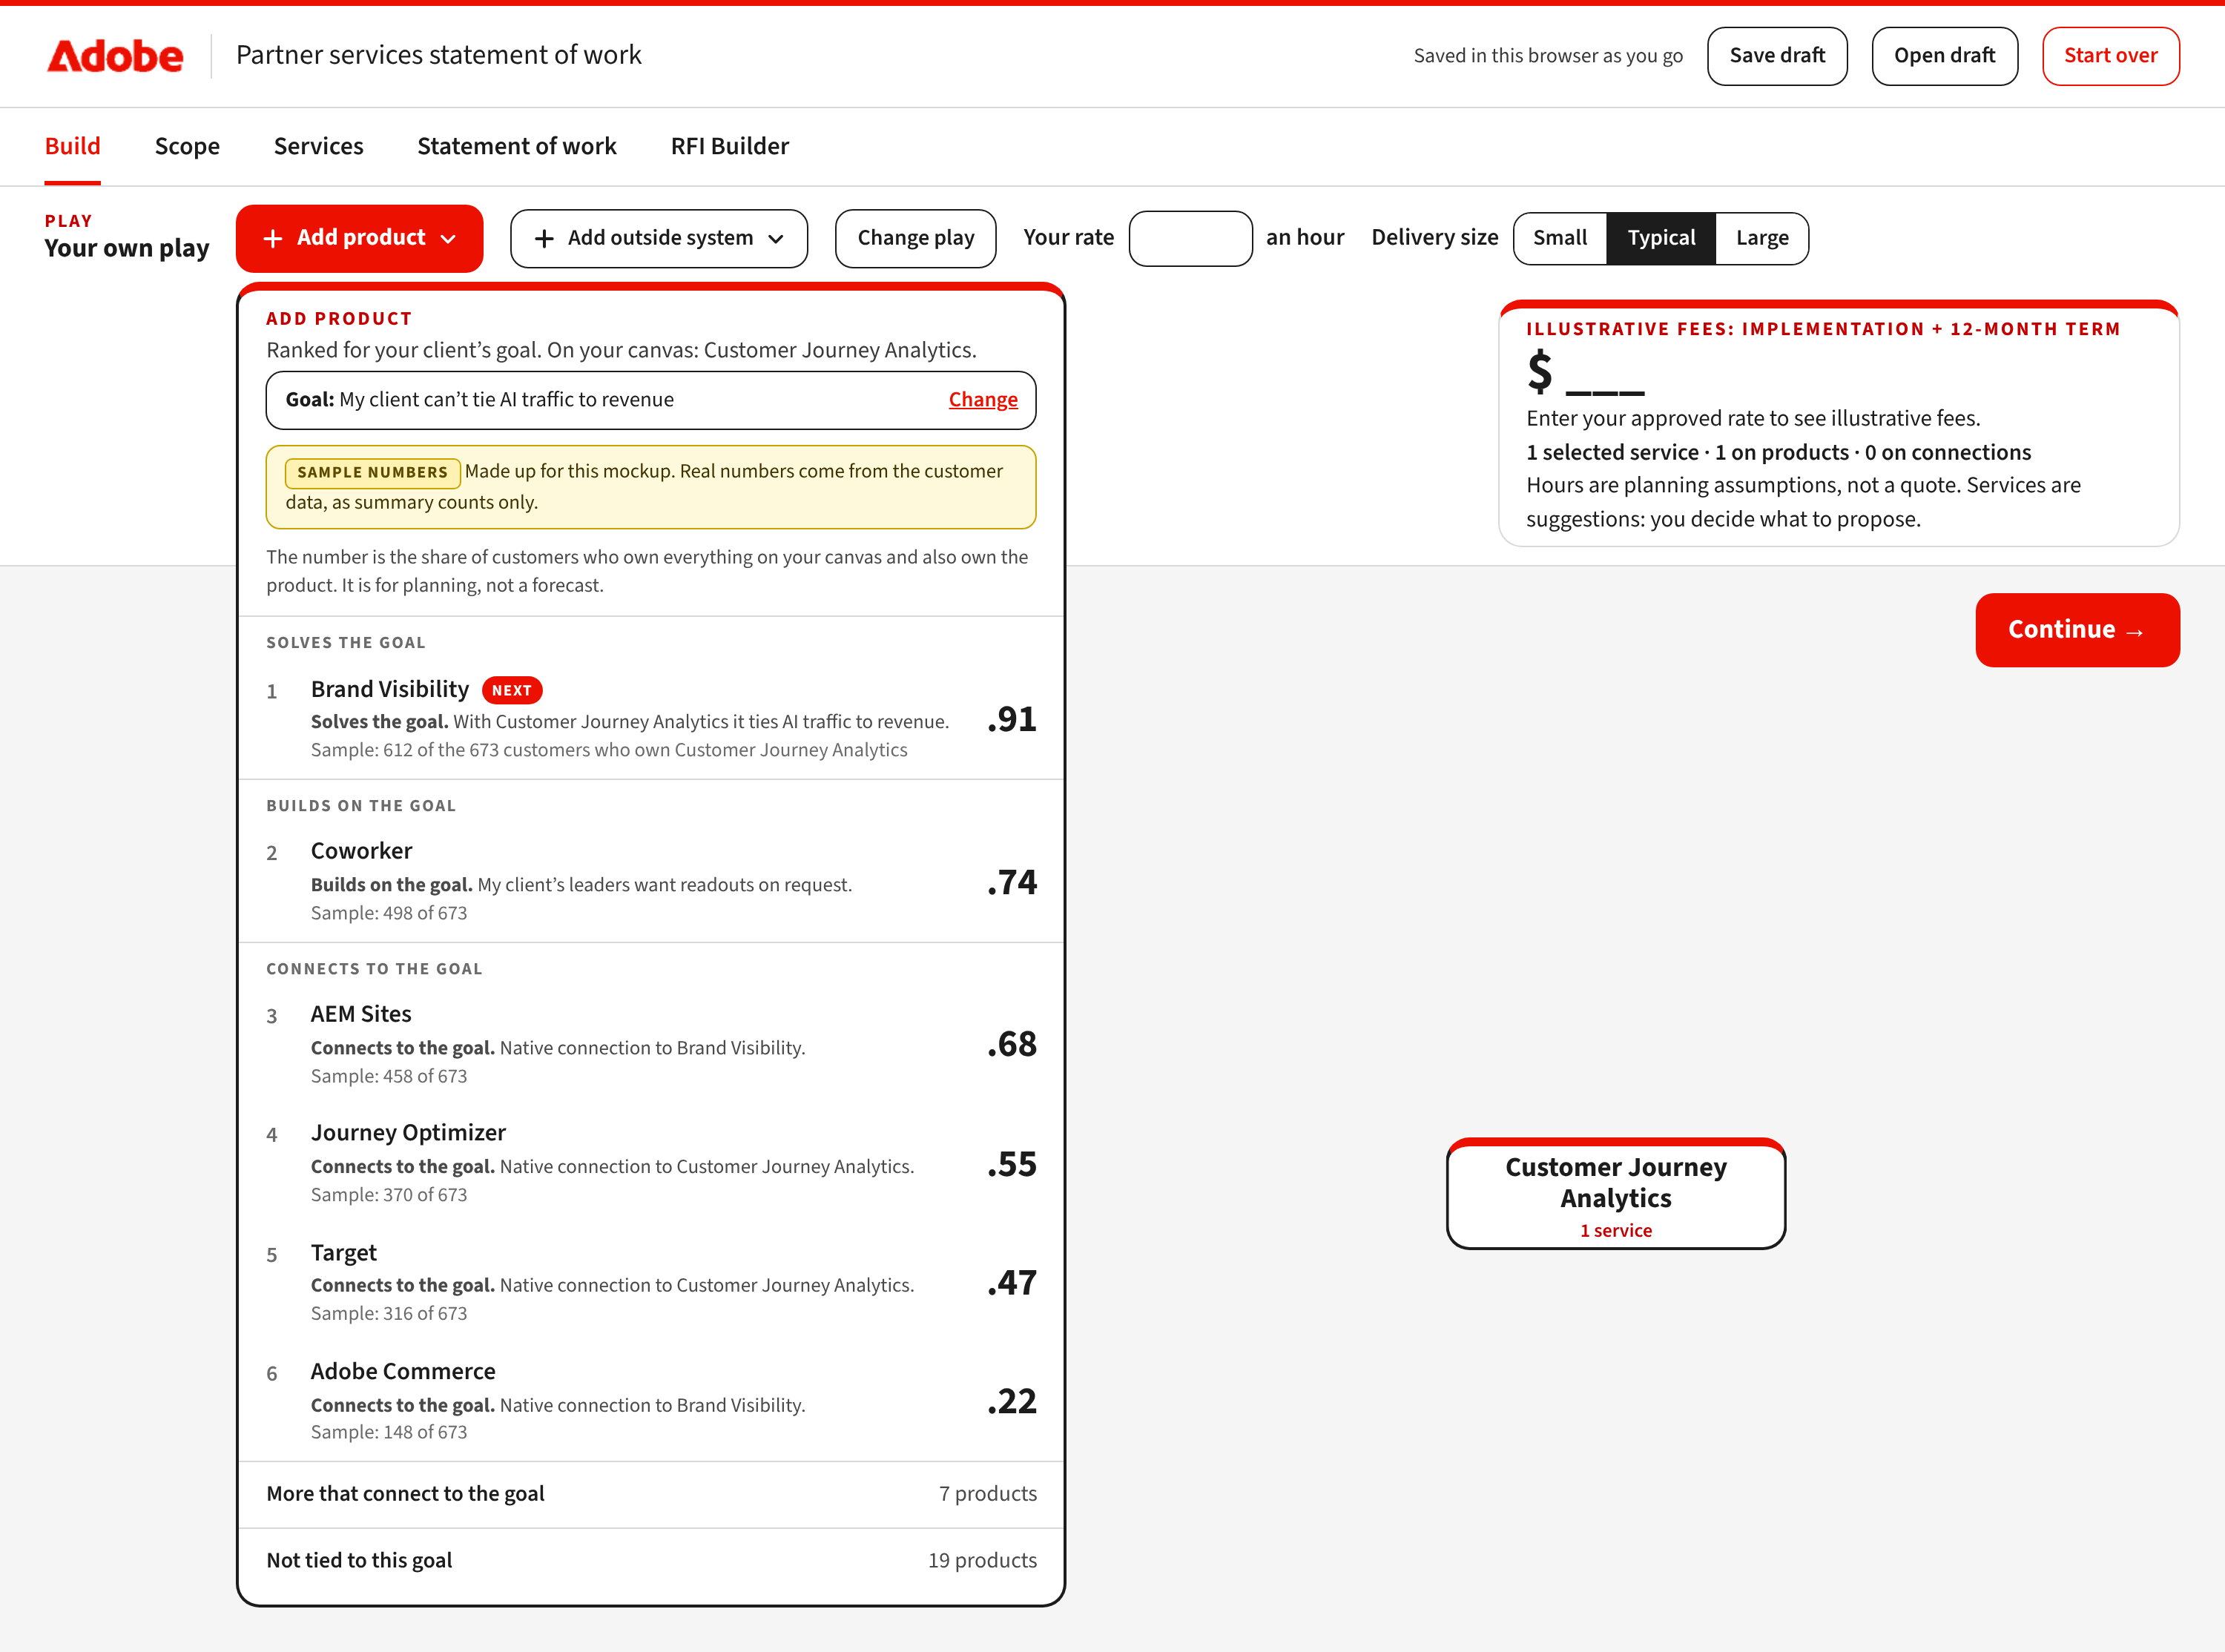 Adobe
Partner services statement of work
Saved in this browser as you go
Save draft
Open draft
Start over
Build
Scope
Services
Statement of work
RFI Builder
PLAY
Your own play
+ Add product
+ Add outside system
Change play
Your rate
an hour
Delivery size
Small
Typical
Large
ADD PRODUCT
Ranked for your client’s goal. On your canvas: Customer Journey Analytics.
Goal: My client can’t tie AI traffic to revenue
Change
SAMPLE NUMBERS Made up for this mockup. Real numbers come from the customer
data, as summary counts only.
The number is the share of customers who own everything on your canvas and also own the
product. It is for planning, not a forecast.
SOLVES THE GOAL
1 Brand Visibility NEXT
Solves the goal. With Customer Journey Analytics it ties AI traffic to revenue.
Sample: 612 of the 673 customers who own Customer Journey Analytics
.91
BUILDS ON THE GOAL
2 Coworker
Builds on the goal. My client’s leaders want readouts on request.
Sample: 498 of 673
.74
CONNECTS TO THE GOAL
3 AEM Sites
Connects to the goal. Native connection to Brand Visibility.
Sample: 458 of 673
.68
4 Journey Optimizer
Connects to the goal. Native connection to Customer Journey Analytics.
Sample: 370 of 673
.55
5 Target
Connects to the goal. Native connection to Customer Journey Analytics.
Sample: 316 of 673
.47
6 Adobe Commerce
Connects to the goal. Native connection to Brand Visibility.
Sample: 148 of 673
.22
More that connect to the goal
7 products
Not tied to this goal
19 products
ILLUSTRATIVE FEES: IMPLEMENTATION + 12-MONTH TERM
$ ___
Enter your approved rate to see illustrative fees.
1 selected service · 1 on products · 0 on connections
Hours are planning assumptions, not a quote. Services are
suggestions: you decide what to propose.
Continue →
Customer Journey
Analytics
1 service